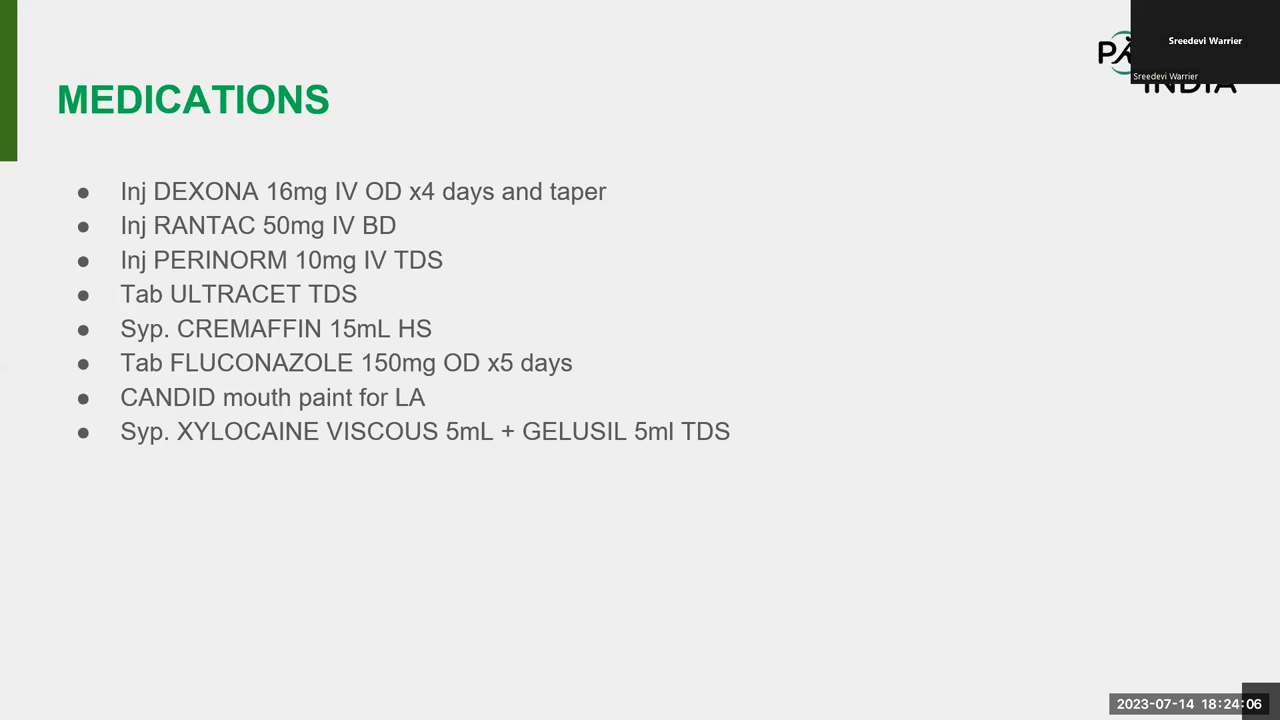 Sreedevi Warrier
Sreedevi Warrier
INDIA
MEDICATIONS
● Inj DEXONA 16mg IV OD x4 days and taper
● Inj RANTAC 50mg IV BD
● Inj PERINORM 10mg IV TDS
● Tab ULTRACET TDS
● Syp. CREMAFFIN 15mL HS
● Tab FLUCONAZOLE 150mg OD x5 days
● CANDID mouth paint for LA
● Syp. XYLOCAINE VISCOUS 5mL + GELUSIL 5ml TDS
2023-07-14 18:24:06